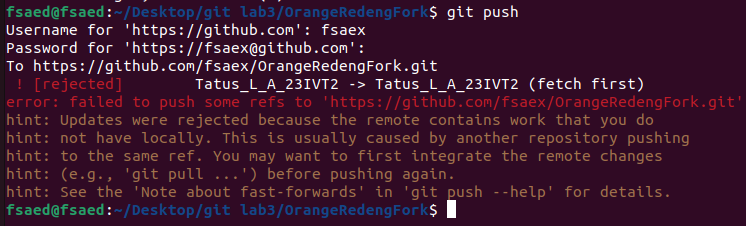 fsaed@fsaed:~/Desktop/git lab3/OrangeRedengFork$ git push
Username for 'https://github.com': fsaex
Password for 'https://fsaex@github.com':
To https://github.com/fsaex/OrangeRedengFork.git
 ! [rejected]        Tatus_L_A_23IVT2 -> Tatus_L_A_23IVT2 (fetch first)
error: failed to push some refs to 'https://github.com/fsaex/OrangeRedengFork.git'
hint: Updates were rejected because the remote contains work that you do
hint: not have locally. This is usually caused by another repository pushing
hint: to the same ref. You may want to first integrate the remote changes
hint: (e.g., 'git pull ...') before pushing again.
hint: See the 'Note about fast-forwards' in 'git push --help' for details.
fsaed@fsaed:~/Desktop/git lab3/OrangeRedengFork$